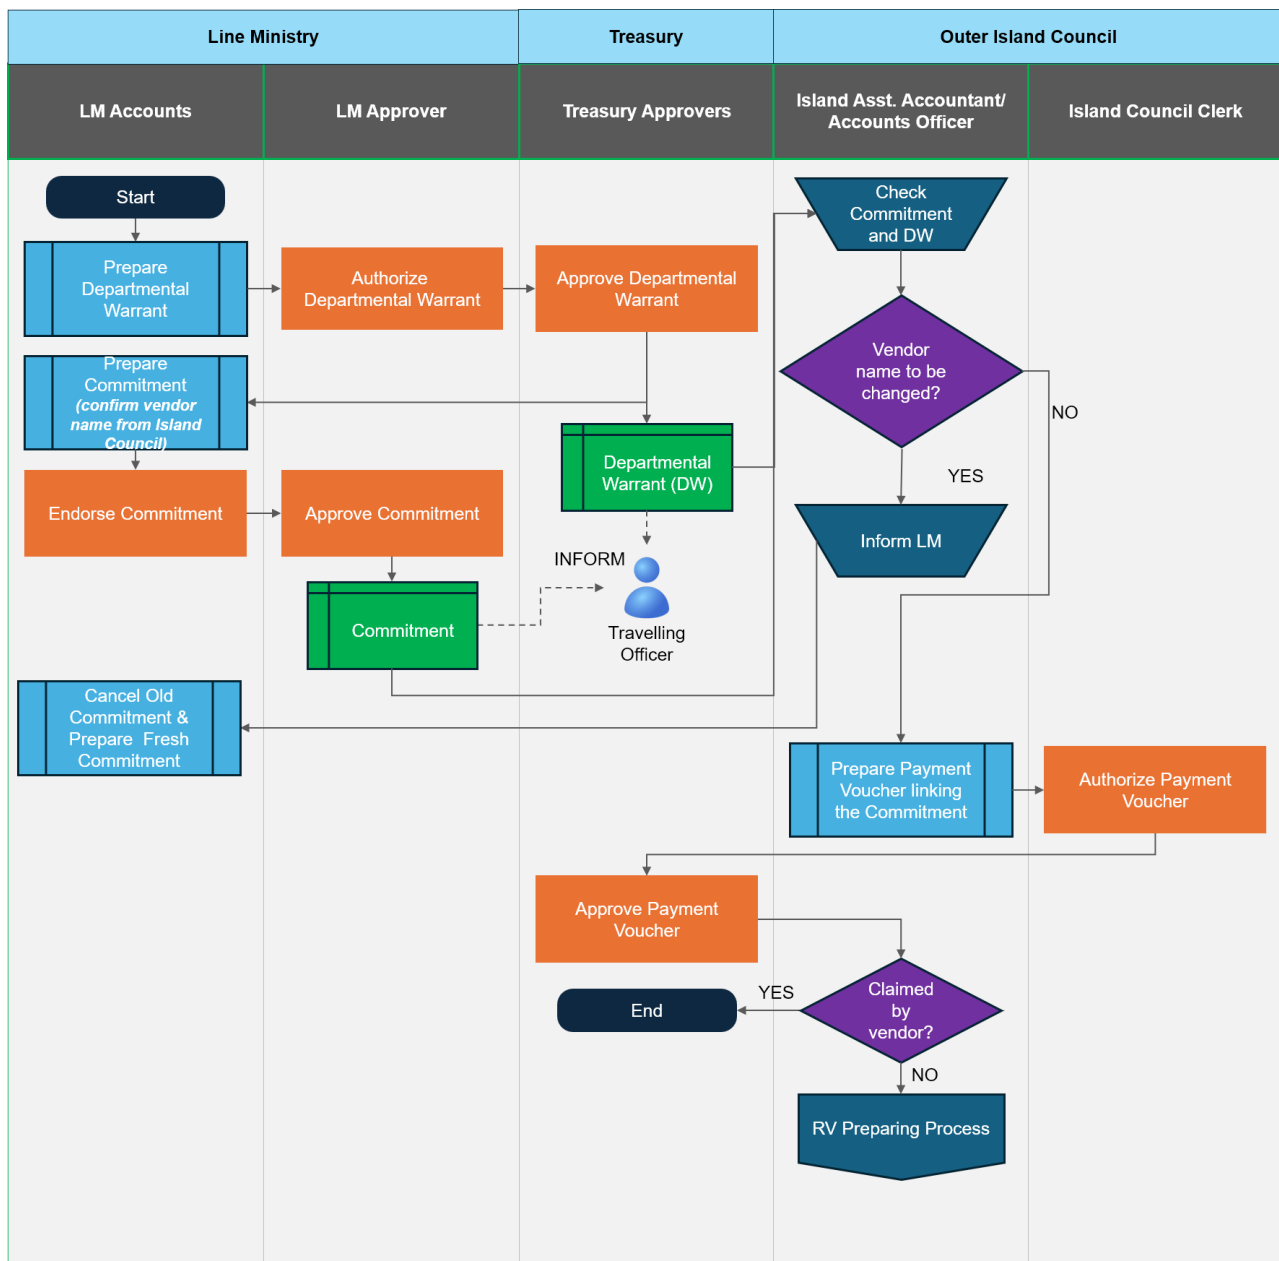 Line Ministry
Treasury
Outer Island Council
LM Accounts
LM Approver
Treasury Approvers
Island Asst. Accountant/
Accounts Officer
Island Council Clerk
Start
Prepare
Departmental
Warrant
Authorize
Departmental Warrant
Approve Departmental
Warrant
Check
Commitment
and DW
Prepare
Commitment
(confirm vendor
name from Island
Council)
Vendor
name to be
changed?
NO
YES
Departmental
Warrant (DW)
Endorse Commitment
Approve Commitment
Inform LM
INFORM
Commitment
Travelling
Officer
Cancel Old
Commitment &
Prepare  Fresh
Commitment
Prepare Payment
Voucher linking
the Commitment
Authorize Payment
Voucher
Approve Payment
Voucher
Claimed
by
vendor?
YES
End
NO
RV Preparing Process